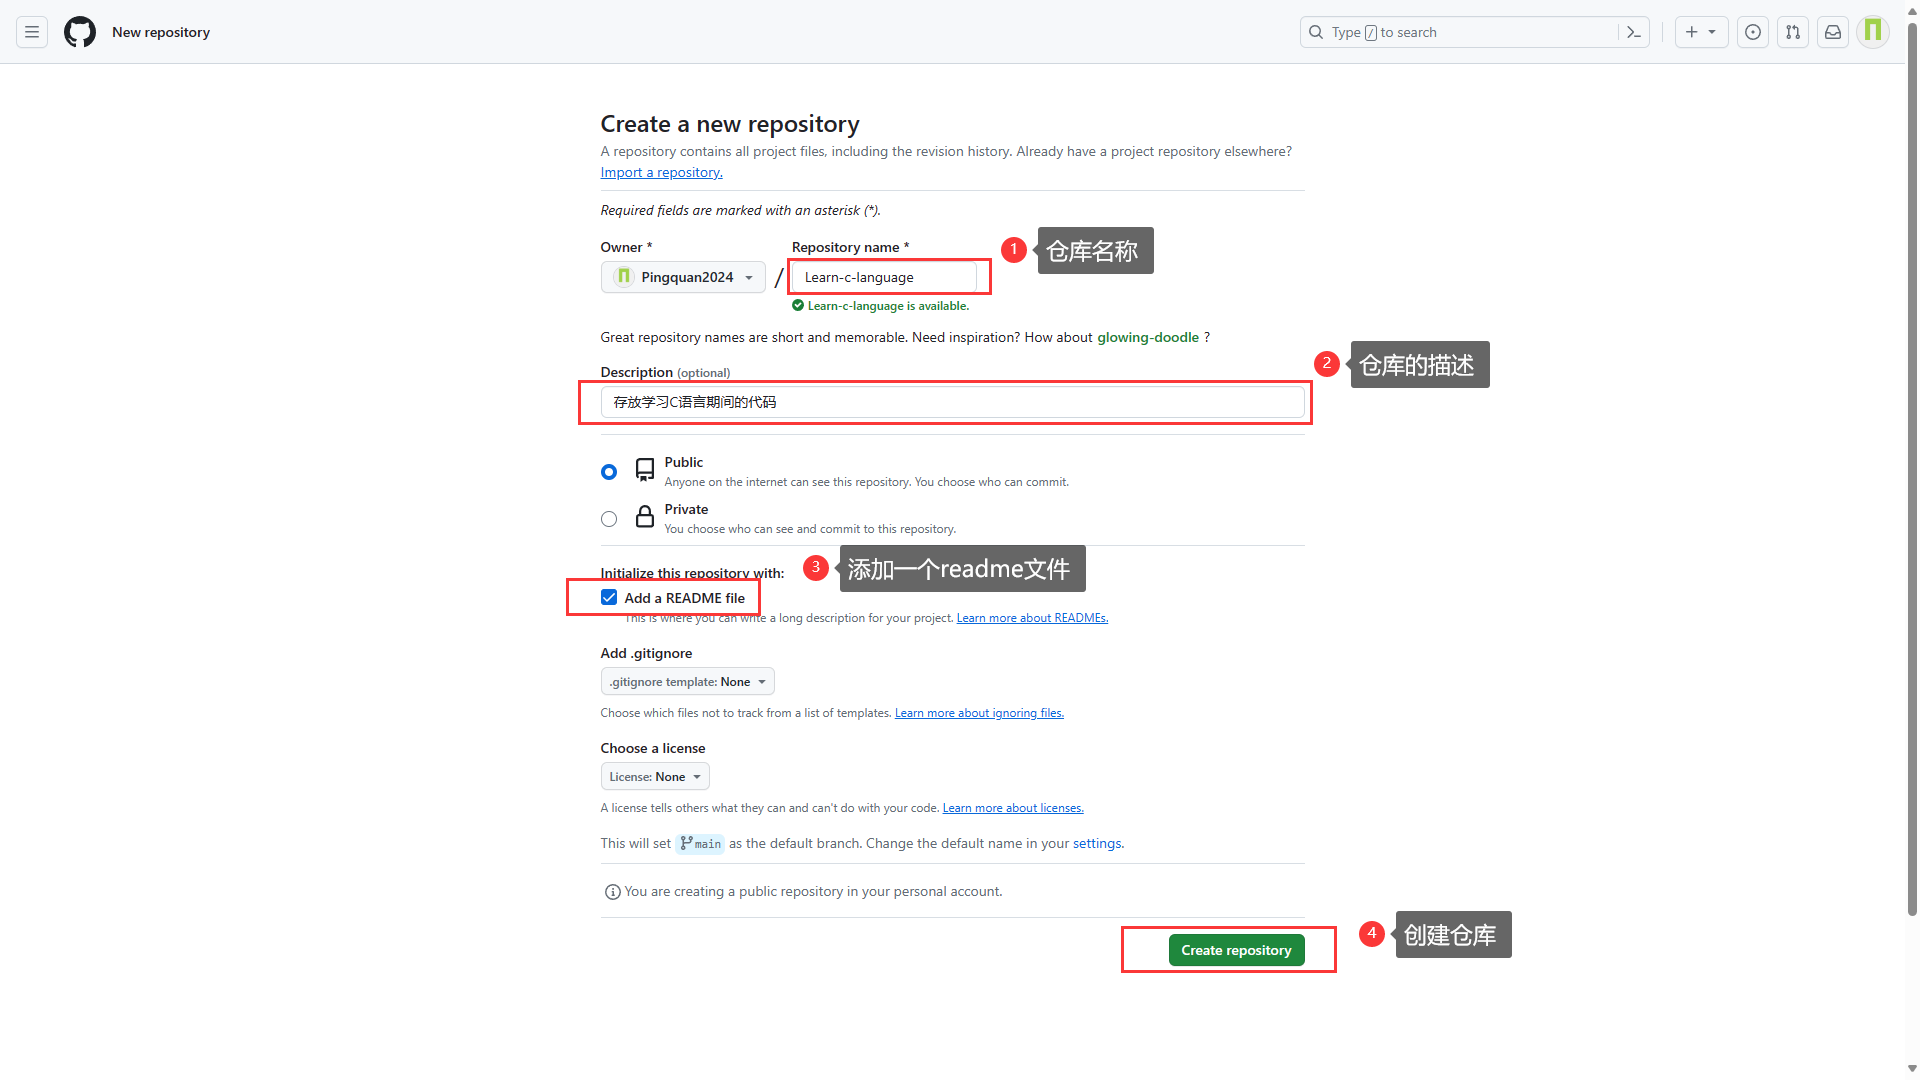 New repository
Type / to search
Create a new repository
A repository contains all project files, including the revision history. Already have a project repository elsewhere?
Import a repository.
Required fields are marked with an asterisk (*).
Owner *
Repository name *
1
仓库名称
Pingquan2024
/
Learn-c-language
Learn-c-language is available.
Great repository names are short and memorable. Need inspiration? How about glowing-doodle ?
2
仓库的描述
Description (optional)
存放学习C语言期间的代码
Public
Anyone on the internet can see this repository. You choose who can commit.
Private
You choose who can see and commit to this repository.
3
添加一个readme文件
Initialize this repository with:
Add a README file
This is where you can write a long description for your project. Learn more about READMEs.
Add .gitignore
.gitignore template: None
Choose which files not to track from a list of templates. Learn more about ignoring files.
Choose a license
License: None
A license tells others what they can and can't do with your code. Learn more about licenses.
This will set main as the default branch. Change the default name in your settings.
You are creating a public repository in your personal account.
4
创建仓库
Create repository